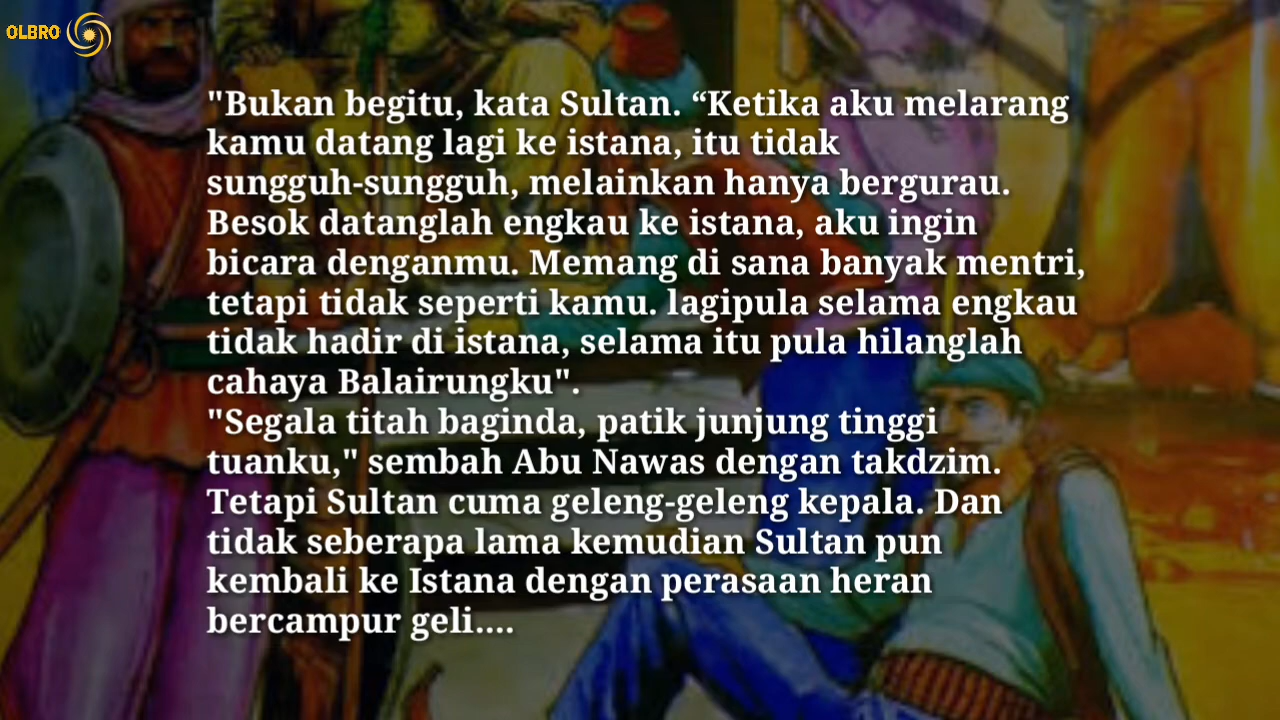 OLBRO
"Bukan begitu, kata Sultan. “Ketika aku melarang
kamu datang lagi ke istana, itu tidak
sungguh-sungguh, melainkan hanya bergurau.
Besok datanglah engkau ke istana, aku ingin
bicara denganmu. Memang di sana banyak mentri,
tetapi tidak seperti kamu. lagipula selama engkau
tidak hadir di istana, selama itu pula hilanglah
cahaya Balairungku".
"Segala titah baginda, patik junjung tinggi
tuanku," sembah Abu Nawas dengan takdzim.
Tetapi Sultan cuma geleng-geleng kepala. Dan
tidak seberapa lama kemudian Sultan pun
kembali ke Istana dengan perasaan heran
bercampur geli....